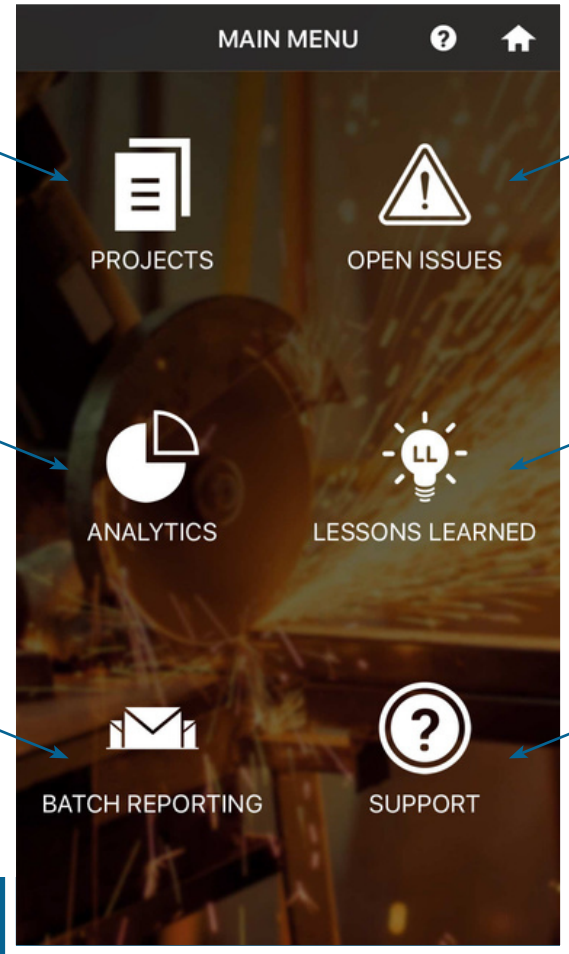 MAIN MENU ?
PROJECTS OPEN ISSUES
LL
ANALYTICS LESSONS LEARNED
?
BATCH REPORTING SUPPORT